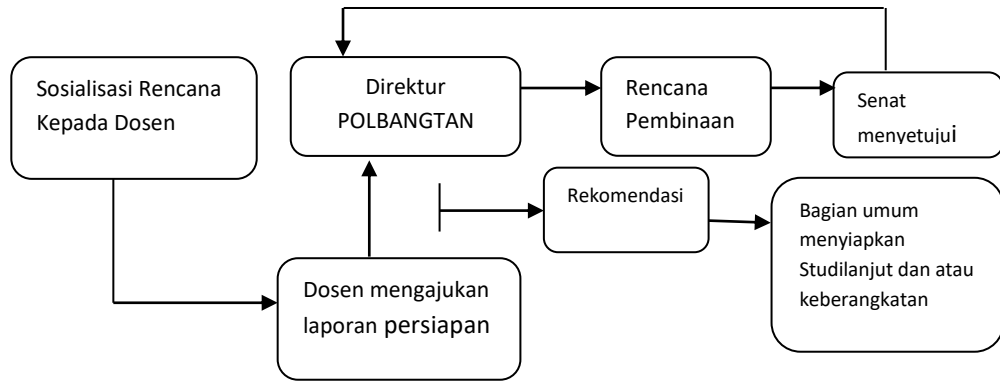 Sosialisasi Rencana
Kepada Dosen
Direktur
POLBANGTAN
Rencana
Pembinaan
Senat
menyetujui
Rekomendasi
Bagian umum
menyiapkan
Studilanjut dan atau
keberangkatan
Dosen mengajukan
laporan persiapan